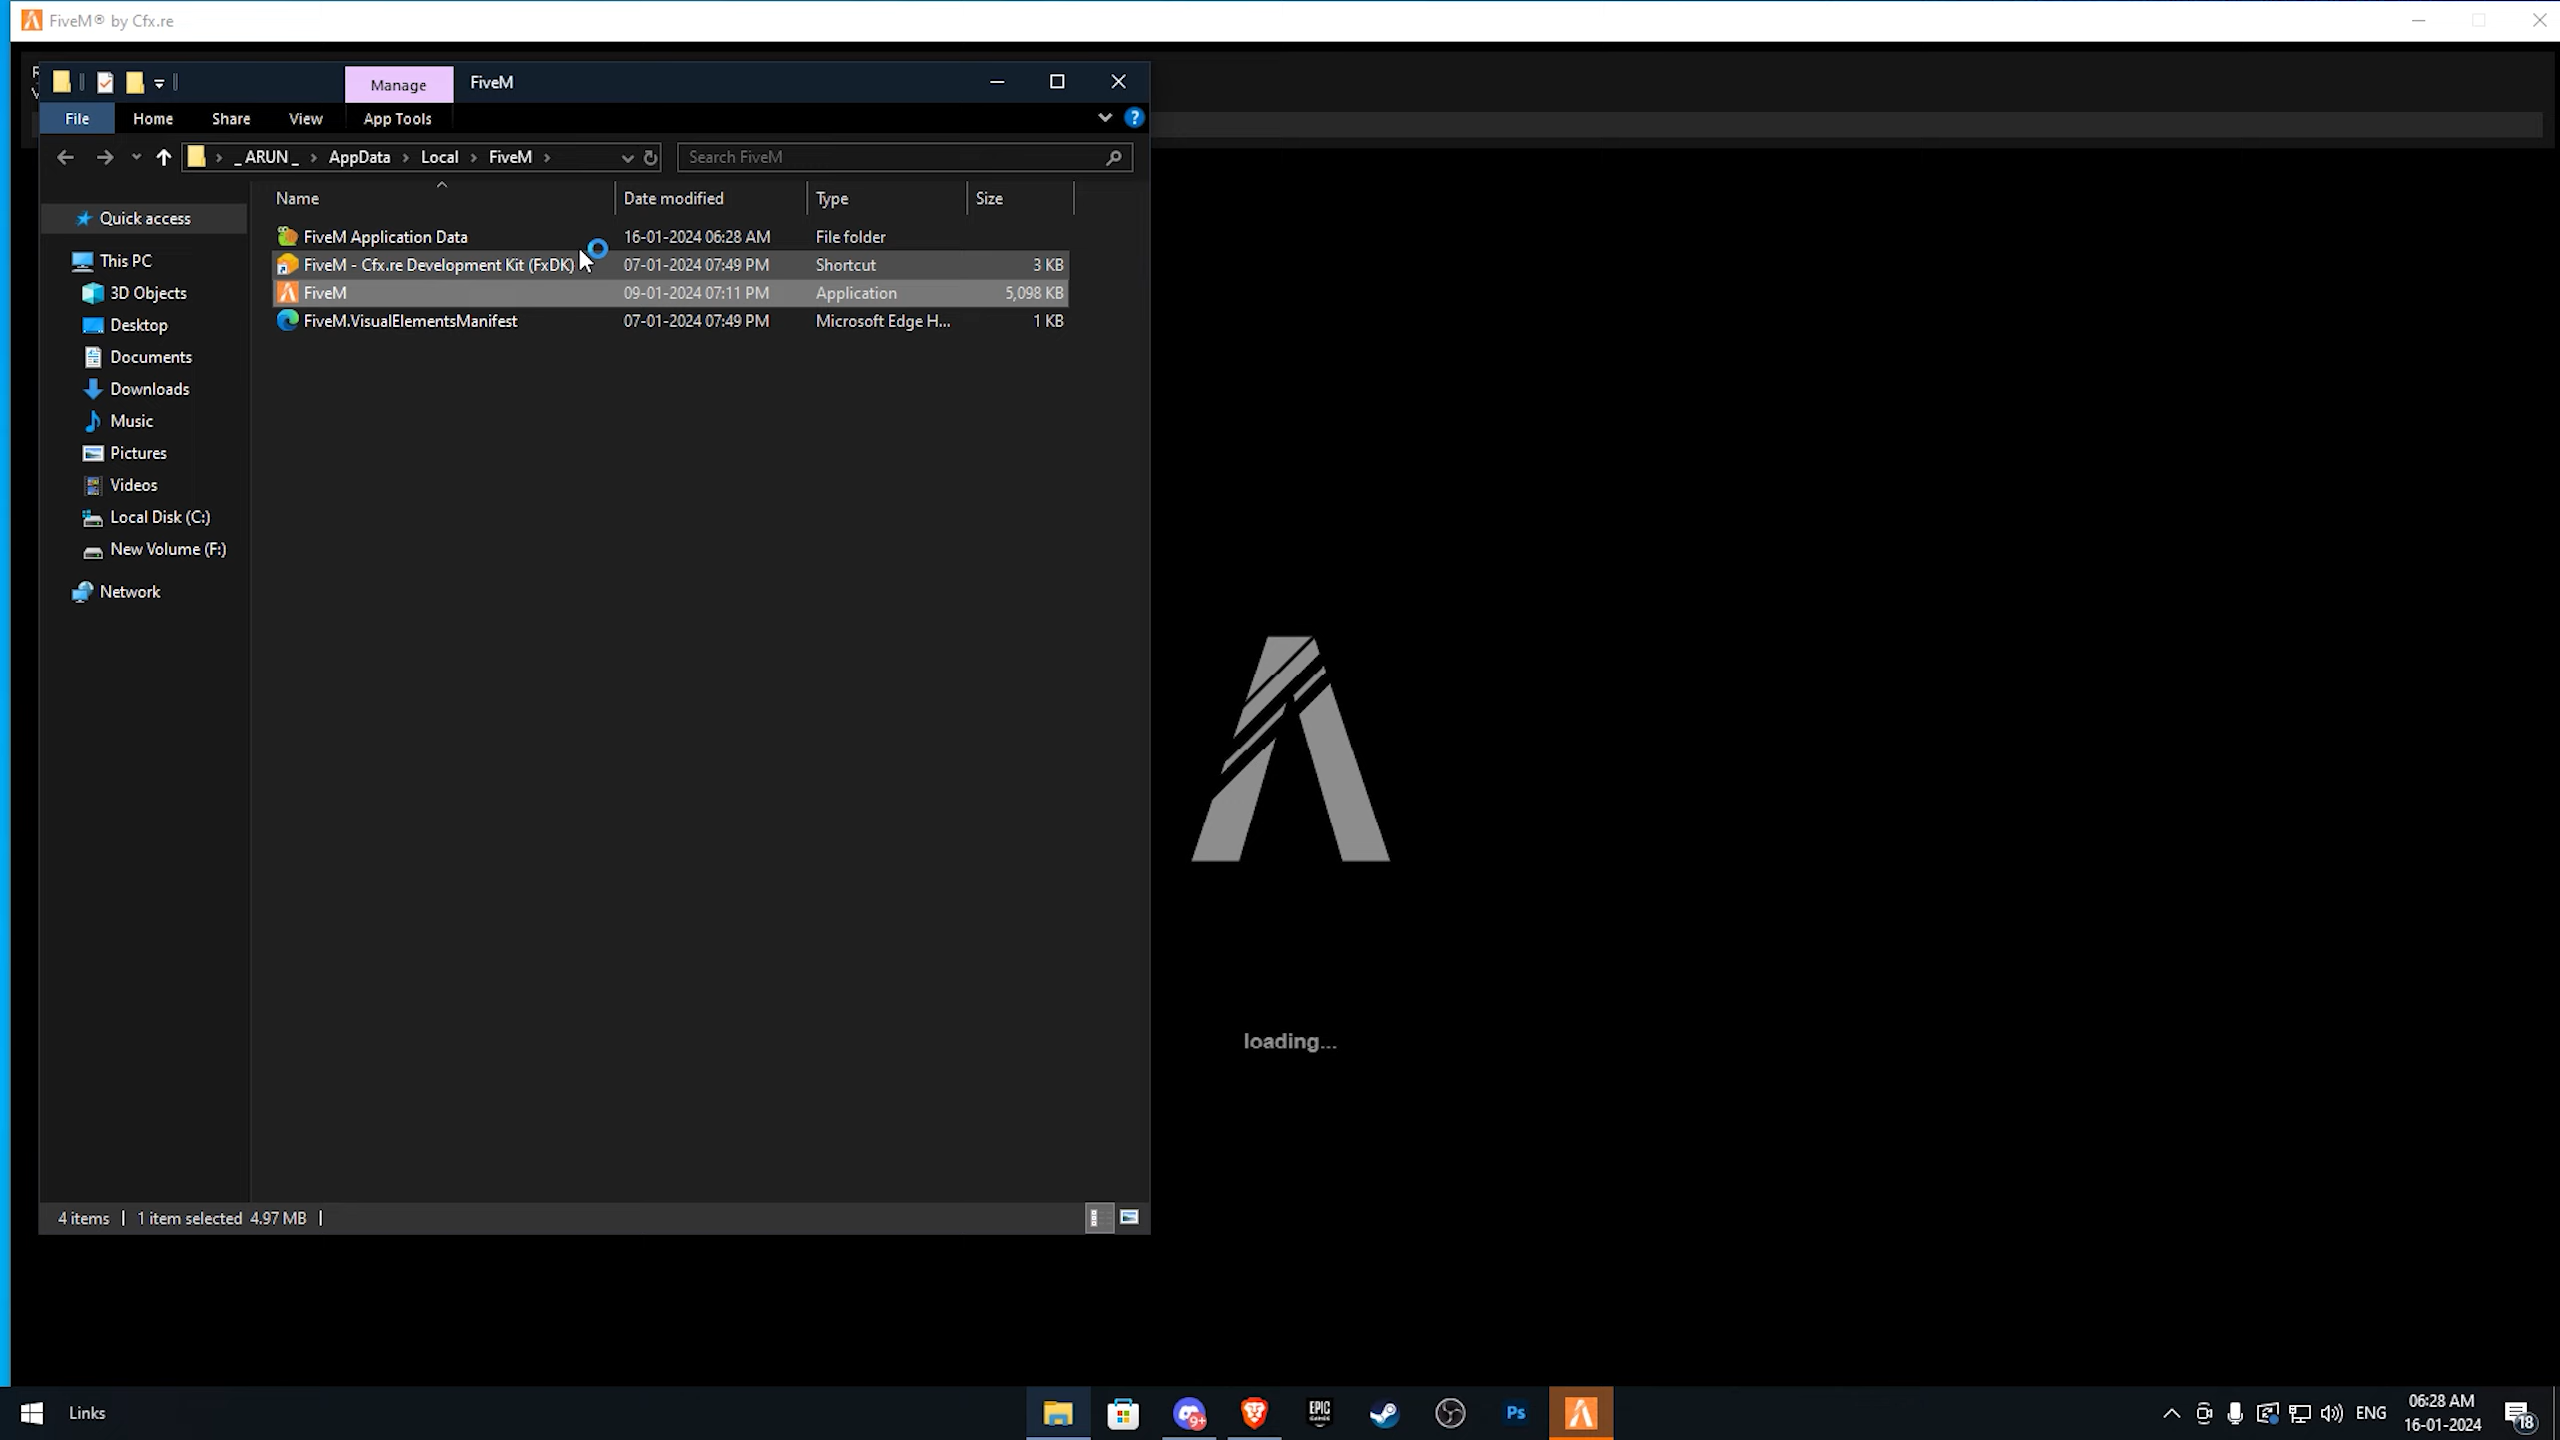 FiveM® by Cfx.re
Manage
FiveM
File
Home
Share
View
App Tools
_ARUN_ › AppData › Local › FiveM ›
Search FiveM
Name
Date modified
Type
Size
Quick access
This PC
3D Objects
Desktop
Documents
Downloads
Music
Pictures
Videos
Local Disk (C:)
New Volume (F:)
Network
FiveM Application Data 16-01-2024 06:28 AM File folder
FiveM - Cfx.re Development Kit (FxDK) 07-01-2024 07:49 PM Shortcut 3 KB
FiveM 09-01-2024 07:11 PM Application 5,098 KB
FiveM.VisualElementsManifest 07-01-2024 07:49 PM Microsoft Edge H... 1 KB
loading...
4 items
1 item selected 4.97 MB
Links
9+
EPIC
GAMES
Ps
ENG
06:28 AM
16-01-2024
18